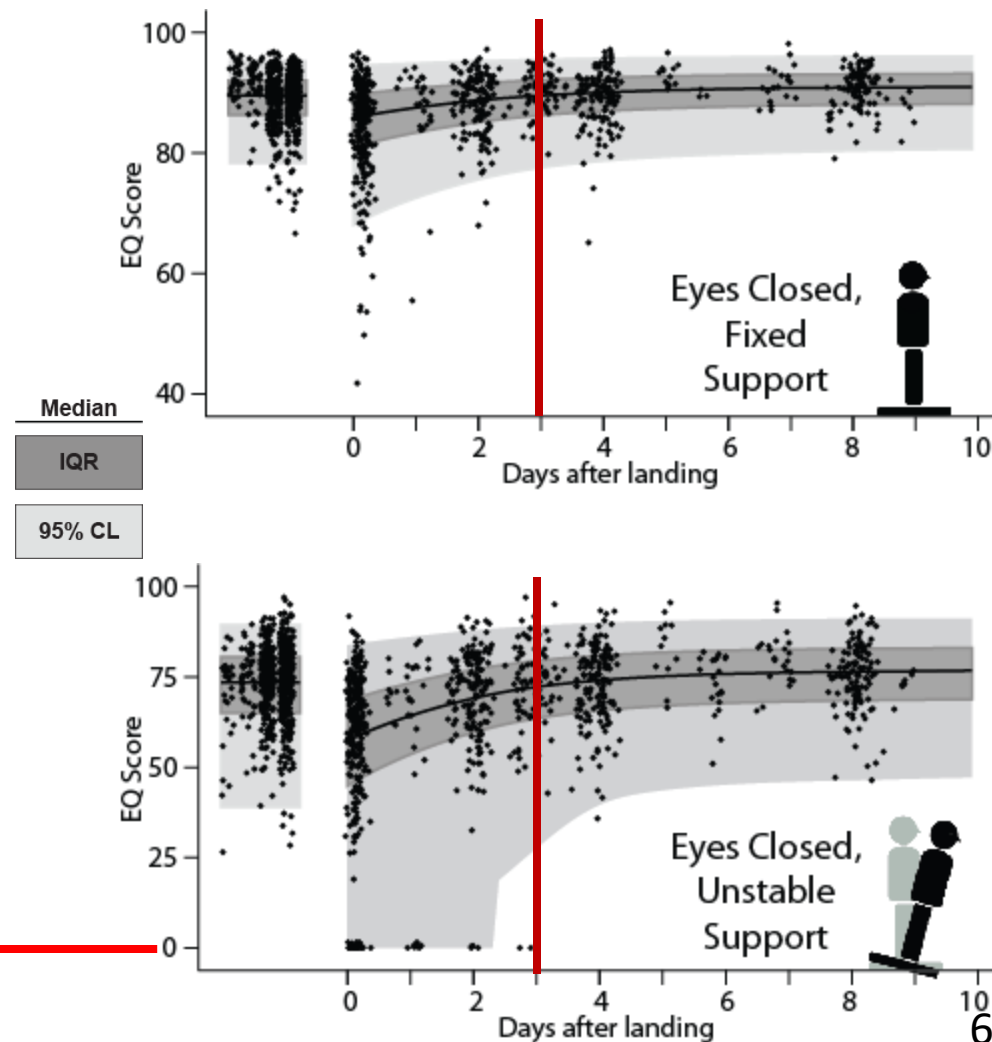 100
80
60
40
EQ Score
Eyes Closed,
Fixed
Support
0 2 4 6 8 10
Days after landing
Median
IQR
95% CL
100
75
50
25
0
EQ Score
Eyes Closed,
Unstable
Support
0 2 4 6 8 10
Days after landing
6